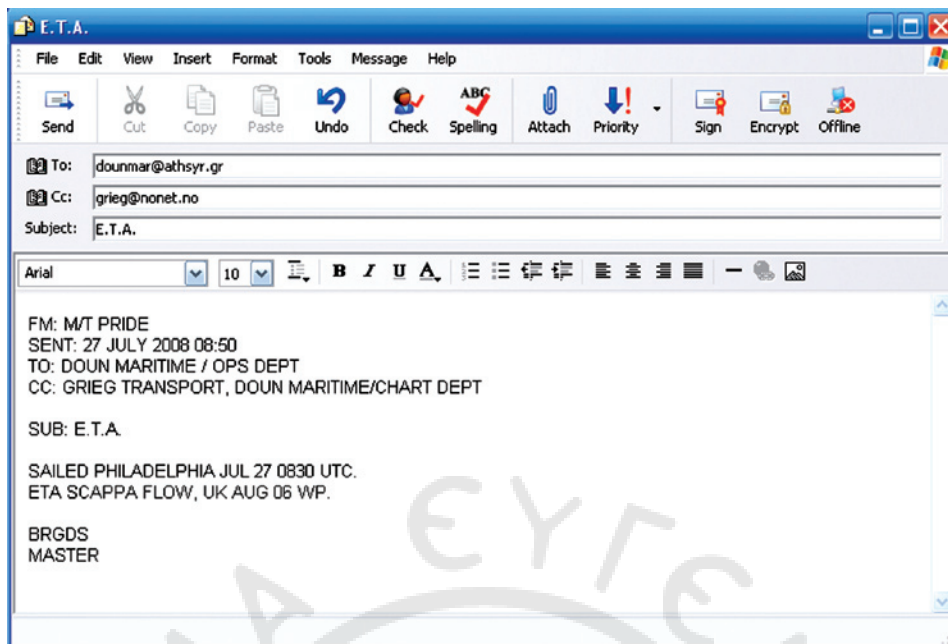 E.T.A.
File Edit View Insert Format Tools Message Help
Send Cut Copy Paste Undo Check ABC Spelling Attach Priority Sign Encrypt Offline
To: dounmar@athsyr.gr
Cc: grieg@nonet.no
Subject: E.T.A.
Arial 10 B I U A
FM: M/T PRIDE
SENT: 27 JULY 2008 08:50
TO: DOUN MARITIME / OPS DEPT
CC: GRIEG TRANSPORT, DOUN MARITIME/CHART DEPT
SUB: E.T.A.
SAILED PHILADELPHIA JUL 27 0830 UTC.
ETA SCAPPA FLOW, UK AUG 06 WP.
BRGDS
MASTER